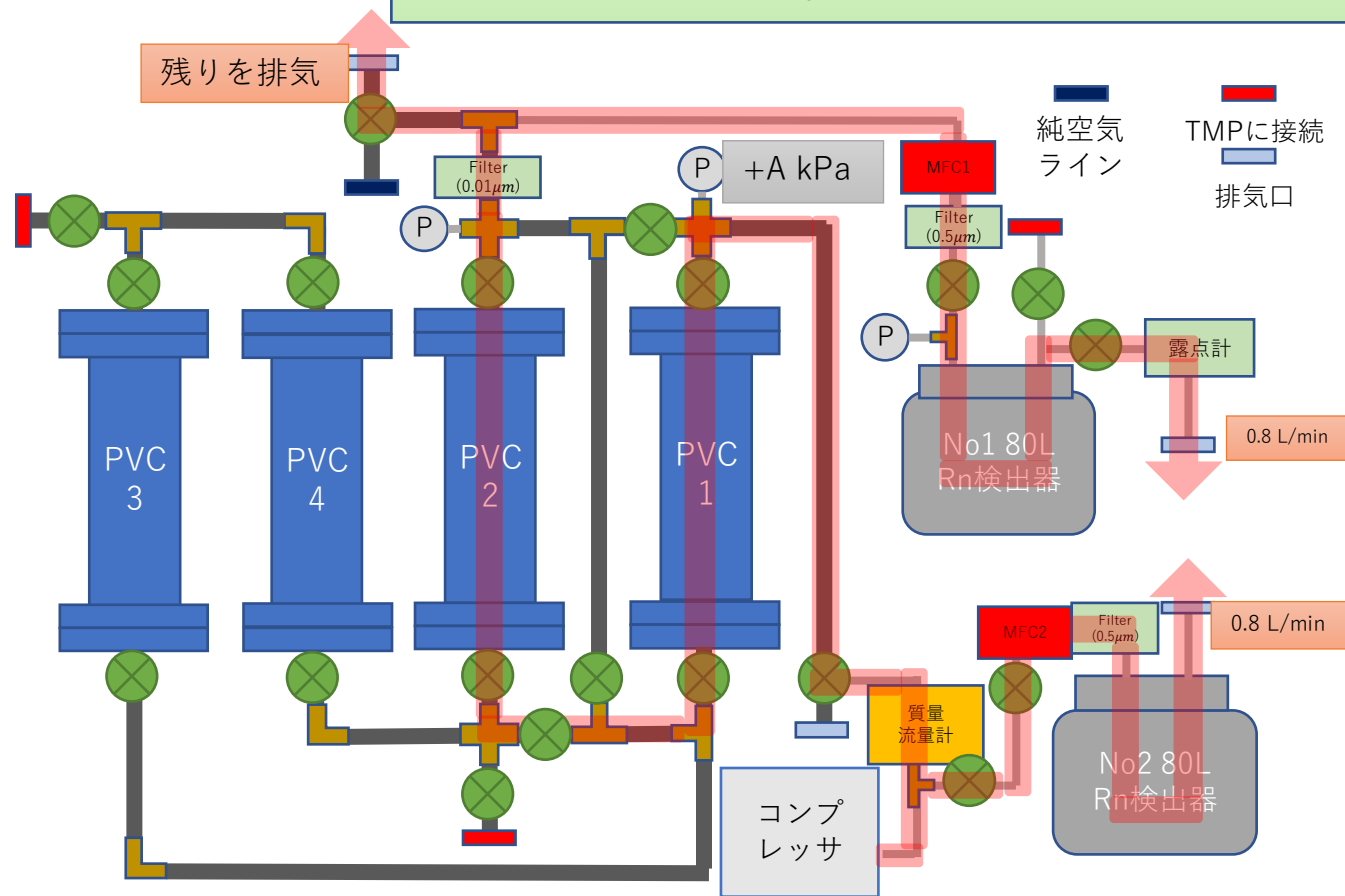 残りを排気
純空気
ライン
TMPに接続
排気口
Filter
(0.01μm)
P
+A kPa
P
MFC1
Filter
(0.5μm)
P
露点計
0.8 L/min
No1 80L
Rn検出器
PVC
3
PVC
4
PVC
2
PVC
1
MFC2
Filter
(0.5μm)
0.8 L/min
質量
流量計
No2 80L
Rn検出器
コンプ
レッサ